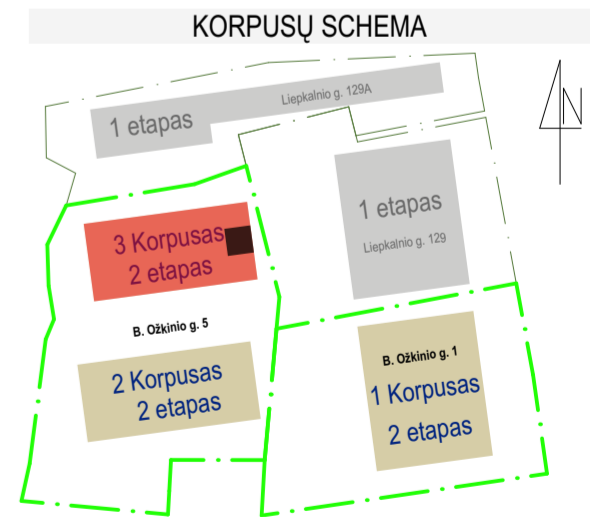 KORPUSŲ SCHEMA
Liepkalnio g. 129A
1 etapas
N
1 etapas
Liepkalnio g. 129
3 Korpusas
2 etapas
B. Ožkinio g. 5
2 Korpusas
2 etapas
B. Ožkinio g. 1
1 Korpusas
2 etapas